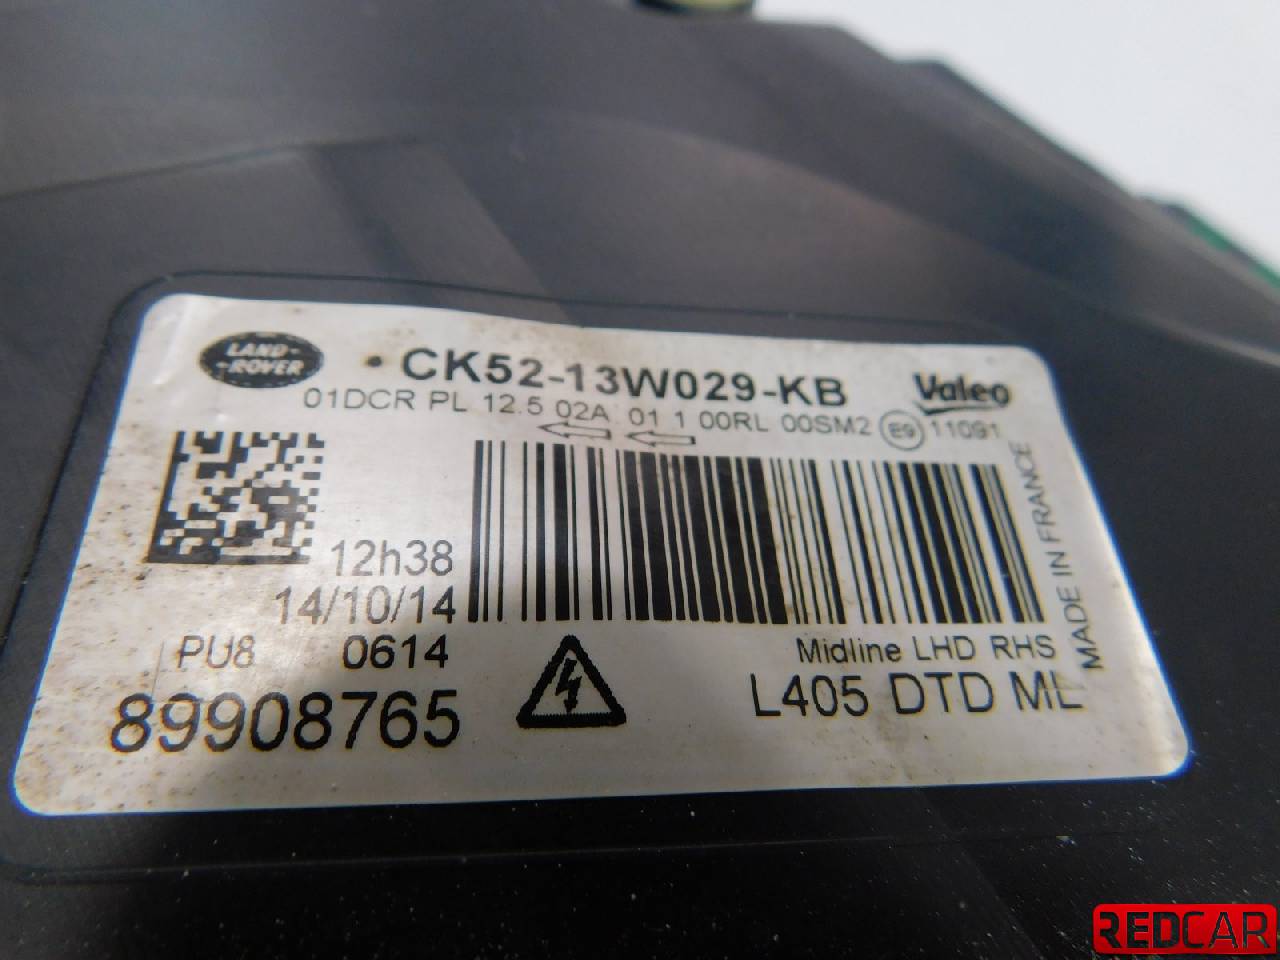 LAND-
-ROVER
• CK52-13W029-KB
Valeo
01DCR PL 12.5 02A 01 1 00RL 00SM2 E9 11091
12h38
14/10/14
PU8 0614
89908765
Midline LHD RHS
L405 DTD ML
MADE IN FRANCE
REDCAR